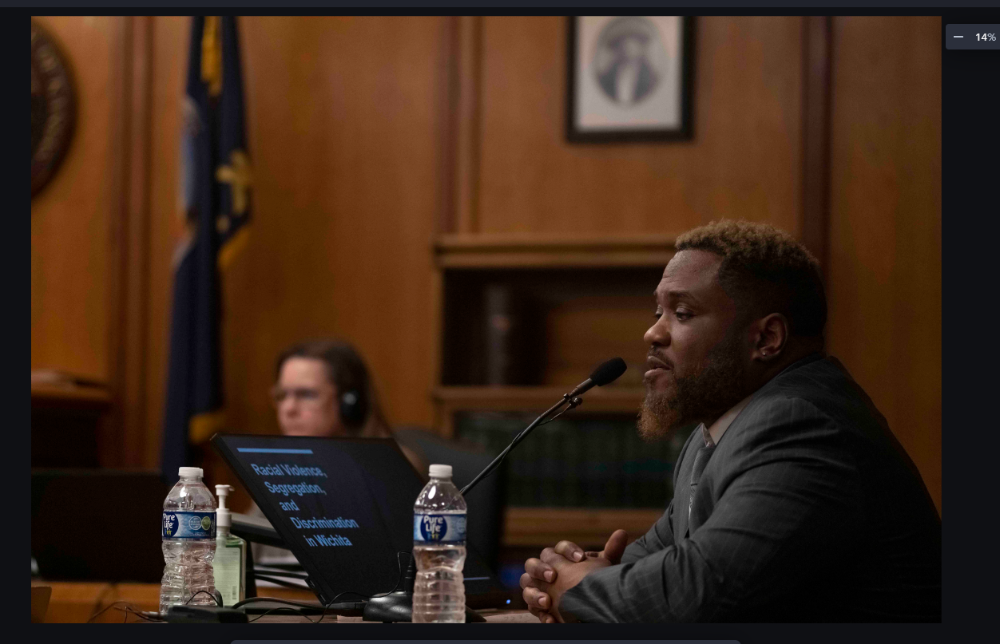 14%
Racial Violence,
Segregation,
and
Discrimination
in Wichita
Pure
Life
Pure
Life